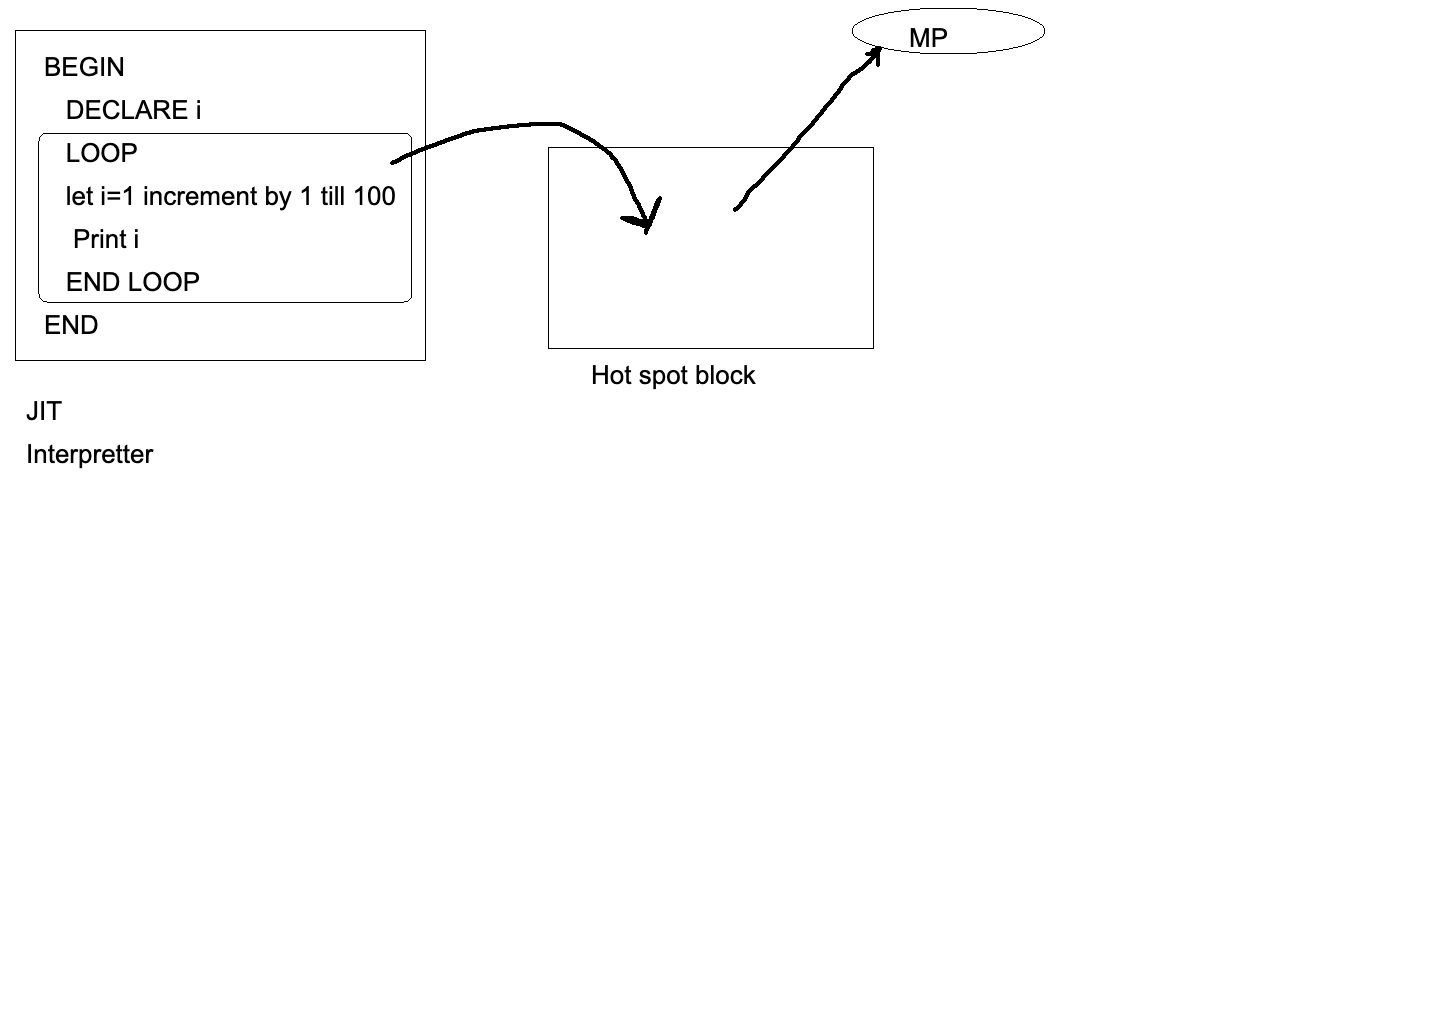 MP
BEGIN
DECLARE i
LOOP
let i=1 increment by 1 till 100
Print i
END LOOP
END
Hot spot block
JIT
Interpretter